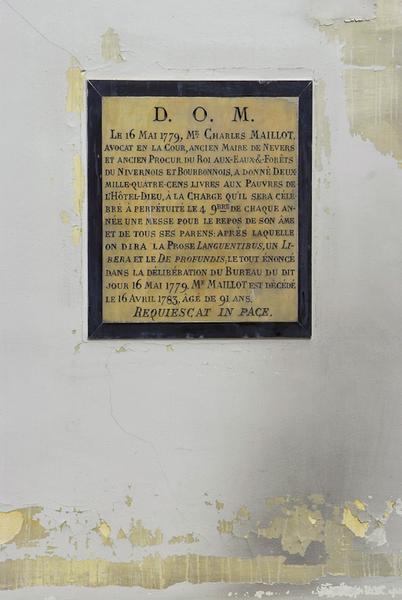 D. O. M.
LE 16 MAI 1779, MR. CHARLES MAILLOT,
AVOCAT EN LA COUR, ANCIEN MAIRE DE NEVERS
ET ANCIEN PROCUR. DU ROI AUX-EAUX-&-FORÊTS
DU NIVERNOIS ET BOURBONNOIS, A DONNÉ DEUX
MILLE-QUATRE-CENS LIVRES AUX PAUVRES DE
L'HÔTEL-DIEU, À LA CHARGE QU'IL SERA CÉLÉ-
BRÉ À PERPÉTUITÉ LE 4 9BRE DE CHAQUE AN-
NÉE UNE MESSE POUR LE REPOS DE SON ÂME
ET DE TOUS SES PARENS: APRÈS LAQUELLE
ON DIRA LA PROSE LANGUENTIBUS, UN LI-
BERA ET LE DE PROFUNDIS, LE TOUT ÉNONCÉ
DANS LA DÉLIBÉRATION DU BUREAU DU DIT
JOUR 16 MAI 1779. MR MAILLOT EST DÉCÉDÉ
LE 16 AVRIL 1783, ÂGÉ DE 91 ANS.
REQUIESCAT IN PACE.